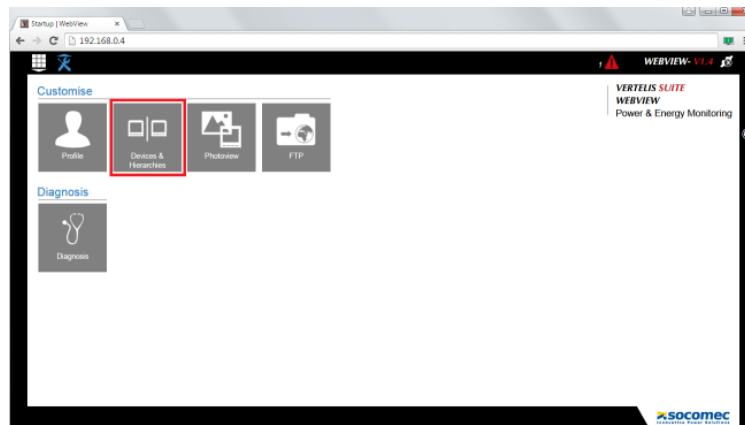 Startup | WebView
192.168.0.4
1
WEBVIEW- V1.4
Customise
VERTELIS SUITE
WEBVIEW
Power & Energy Monitoring
Profile
Devices &
Hierarchies
Photoview
FTP
Diagnosis
Diagnosis
socomec
Innovative Power Solutions